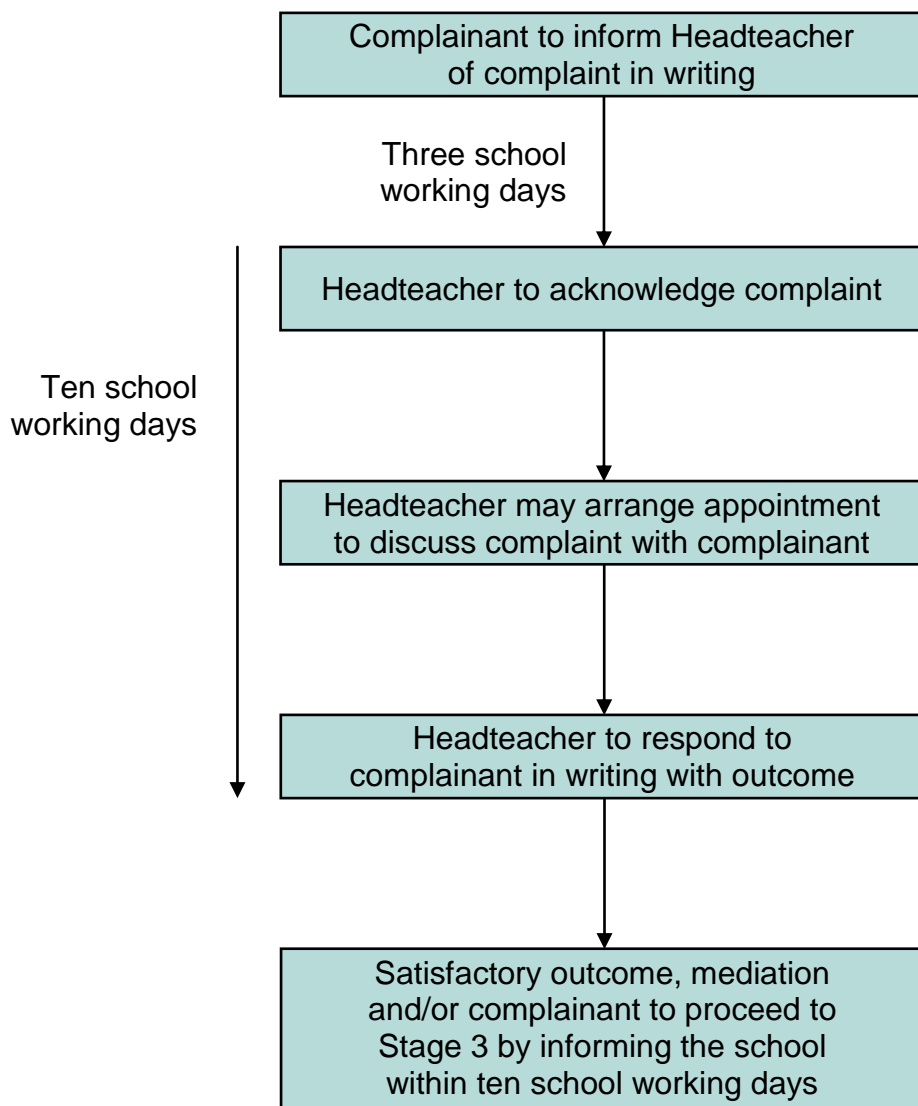 Complainant to inform Headteacher
of complaint in writing
Three school
working days
Headteacher to acknowledge complaint
Ten school
working days
Headteacher may arrange appointment
to discuss complaint with complainant
Headteacher to respond to
complainant in writing with outcome
Satisfactory outcome, mediation
and/or complainant to proceed to
Stage 3 by informing the school
within ten school working days